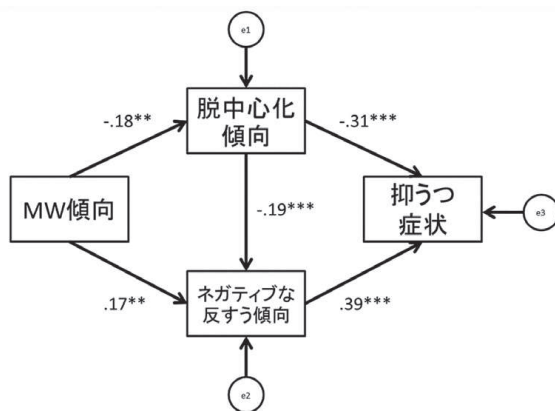 e1
-.18**
脱中心化
傾向
-.31***
MW傾向
-.19***
抑うつ
症状
e3
.17**
ネガティブな
反すう傾向
.39***
e2